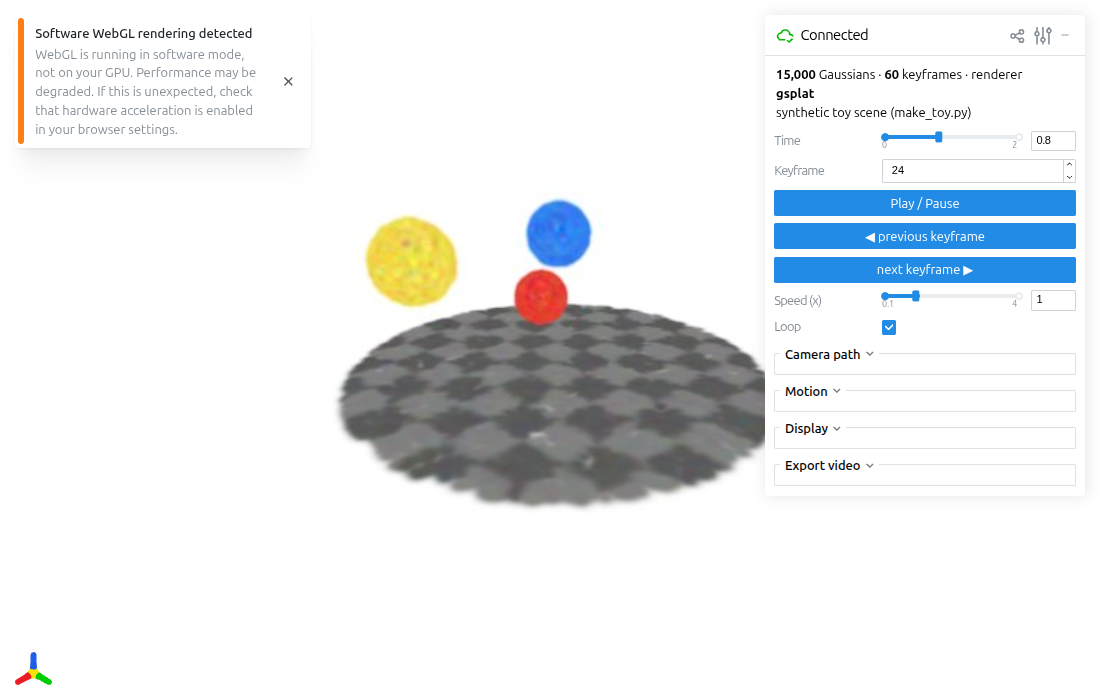 Software WebGL rendering detected
WebGL is running in software mode,
not on your GPU. Performance may be
degraded. If this is unexpected, check
that hardware acceleration is enabled
in your browser settings.
Connected
15,000 Gaussians · 60 keyframes · renderer
gsplat
synthetic toy scene (make_toy.py)
Time 0 2 0.8
Keyframe 24
Play / Pause
◀ previous keyframe
next keyframe ▶
Speed (x) 0.1 4 1
Loop
Camera path
Motion
Display
Export video